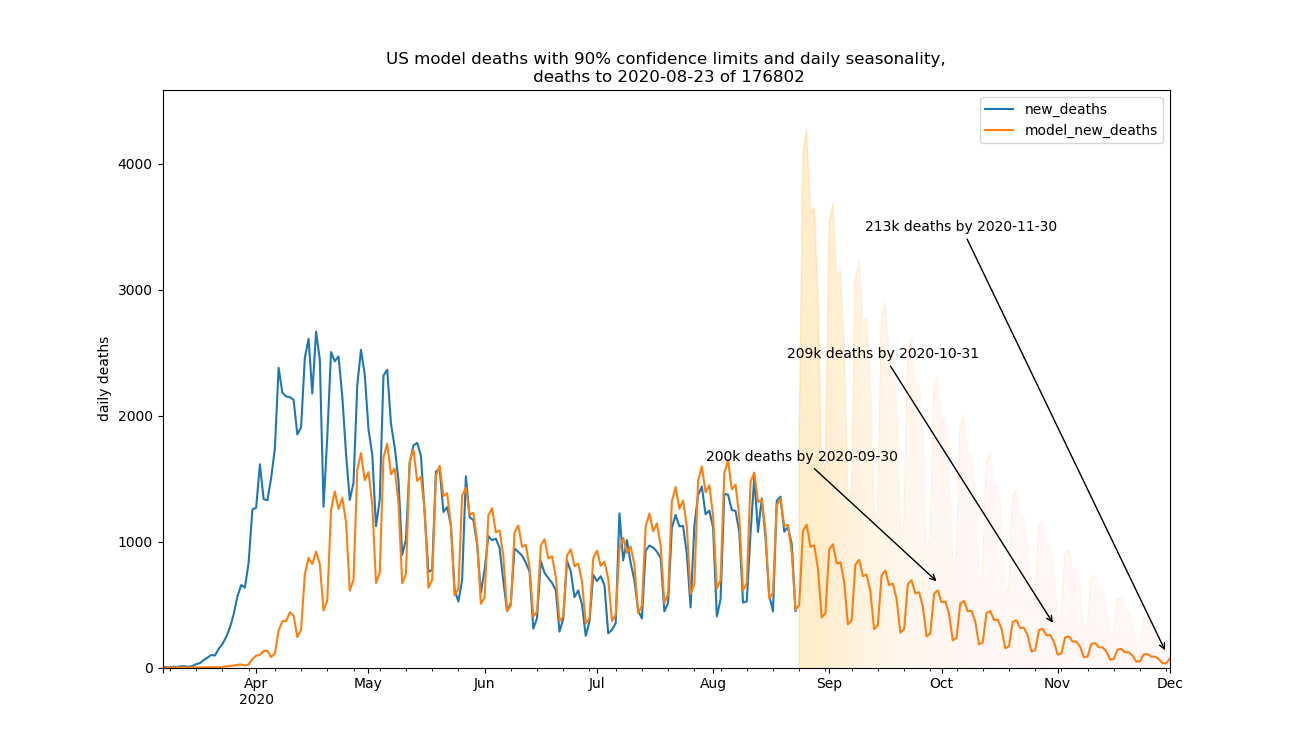 US model deaths with 90% confidence limits and daily seasonality,
deaths to 2020-08-23 of 176802
new_deaths
model_new_deaths
4000
3000
2000
1000
0
daily deaths
213k deaths by 2020-11-30
209k deaths by 2020-10-31
200k deaths by 2020-09-30
Apr May Jun Jul Aug Sep Oct Nov Dec
2020